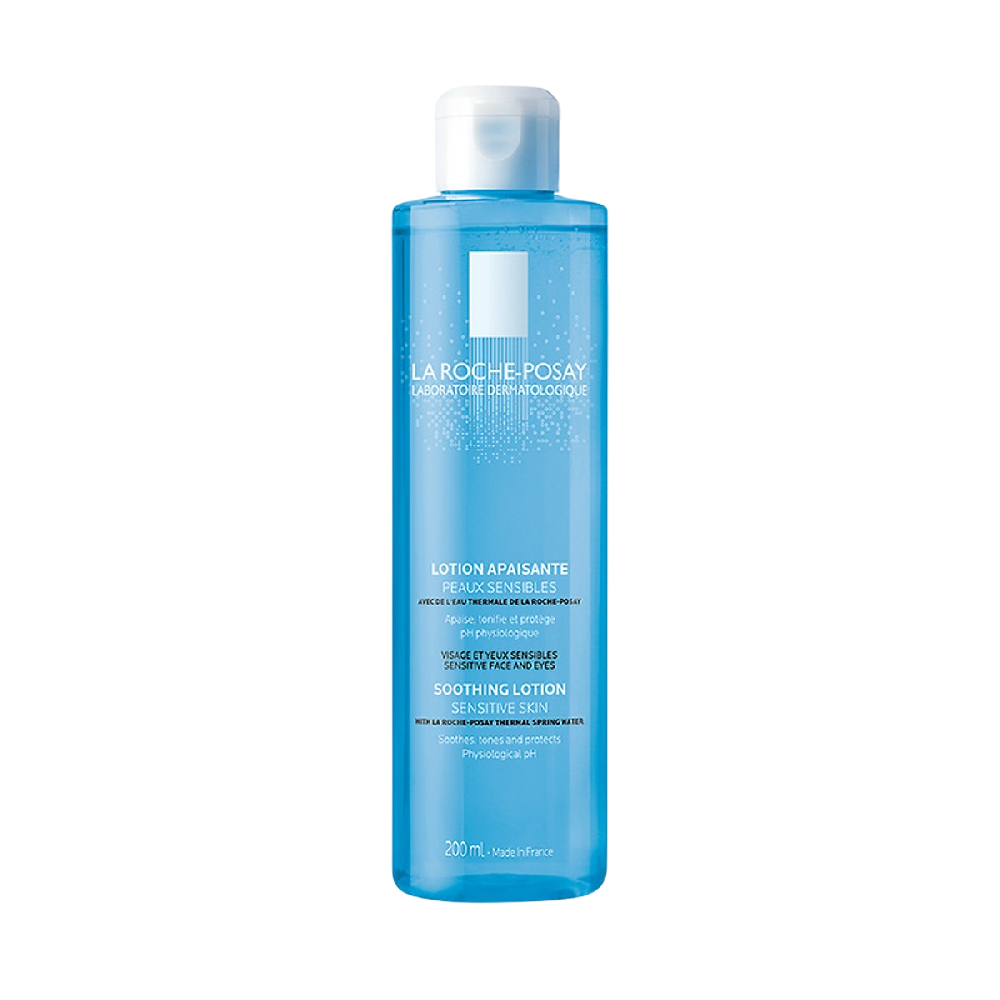 LA ROCHE-POSAY
LABORATOIRE DERMATOLOGIQUE
LOTION APAISANTE
PEAUX SENSIBLES
AVEC DE L'EAU THERMALE DE LA ROCHE-POSAY
Apaise, tonifie et protège
pH physiologique
VISAGE ET YEUX SENSIBLES
SENSITIVE FACE AND EYES
SOOTHING LOTION
SENSITIVE SKIN
WITH LA ROCHE-POSAY THERMAL SPRING WATER
Soothes, tones and protects
Physiological pH
200 ml - Made in France